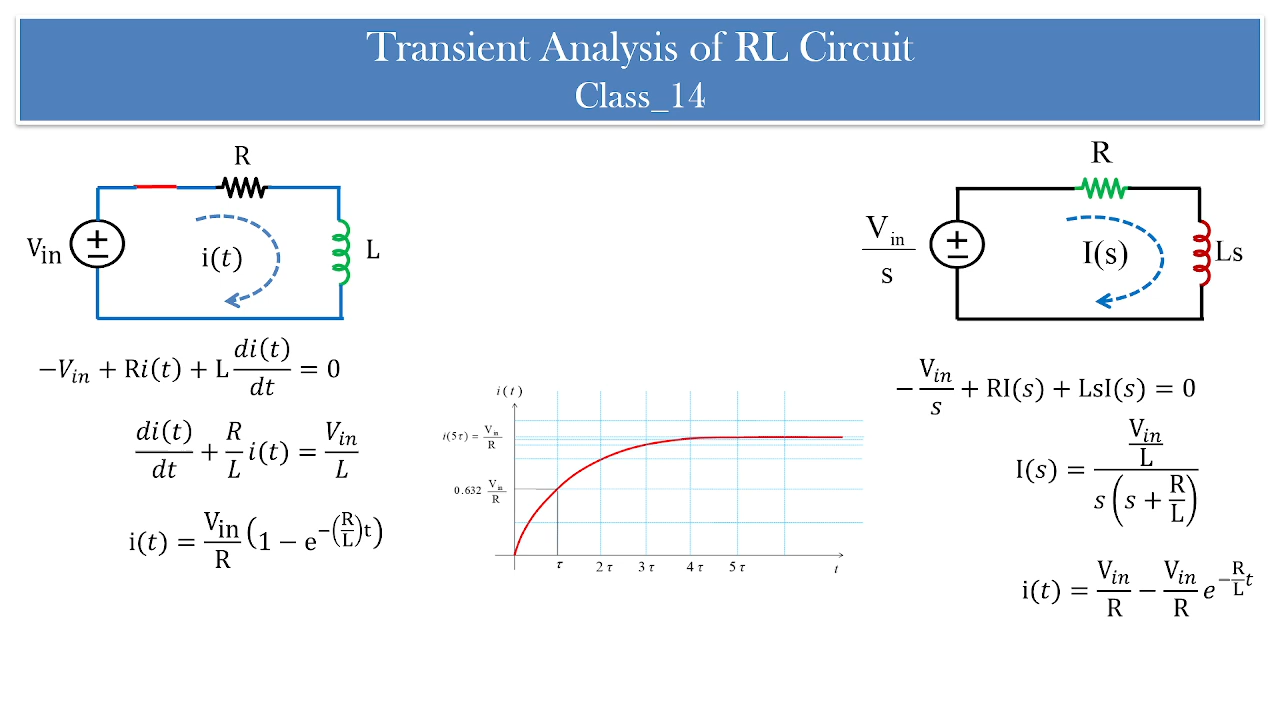 Transient Analysis of RL Circuit
Class_14
R
V_in
i(t)
L
−V_in + Ri(t) + L di(t)/dt = 0
di(t)/dt + R/L i(t) = V_in/L
i(t) = V_in/R (1 − e^−(R/L)t)
i(t)
i(5τ) = V_in/R
0.632 V_in/R
τ 2τ 3τ 4τ 5τ t
R
V_in/s
I(s)
Ls
−V_in/s + RI(s) + LsI(s) = 0
I(s) = (V_in/L)/(s(s + R/L))
i(t) = V_in/R − V_in/R e^−(R/L)t